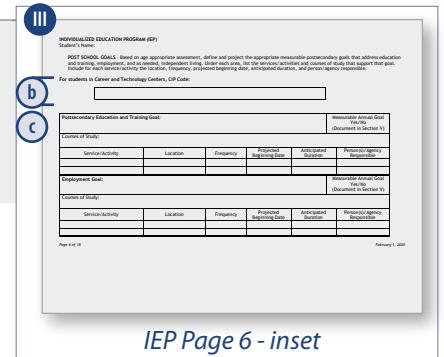 III
INDIVIDUALIZED EDUCATION PROGRAM (IEP)
Student's Name:
POST SCHOOL GOALS – Based on age appropriate assessment, define and project the appropriate measurable postsecondary goals that address education
and training, employment, and as needed, independent living. Under each area, list the services/activities and courses of study that support that goal.
Include for each service/activity the location, frequency, projected beginning date, anticipated duration, and person/agency responsible.
For students in Career and Technology Centers, CIP Code:
b
c
Postsecondary Education and Training Goal:
Measurable Annual Goal
Yes/No
(Document in Section V)
Courses of Study:
Service/Activity Location Frequency Projected Beginning Date Anticipated Duration Person(s)/Agency Responsible
Employment Goal:
Measurable Annual Goal
Yes/No
(Document in Section V)
Courses of Study:
Service/Activity Location Frequency Projected Beginning Date Anticipated Duration Person(s)/Agency Responsible
Page 6 of 18 February 1, 2020
IEP Page 6 - inset